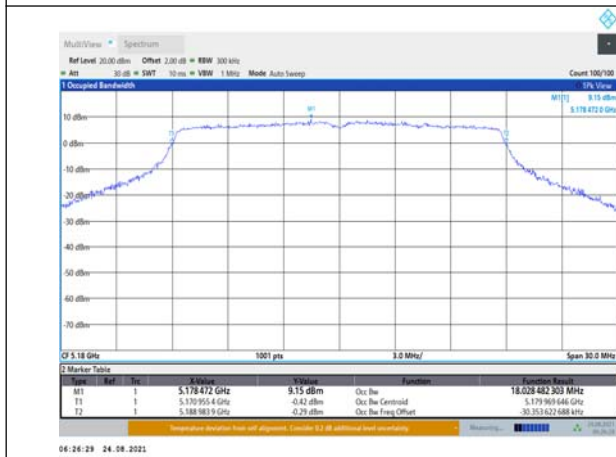 MultiView Spectrum
Ref Level 20.00 dBm Offset 2.00 dB RBW 300 kHz
Att 30 dB SWT 10 ms VBW 1 MHz Mode Auto Sweep Count 100/100
1 Occupied Bandwidth 1Pk View
M1[1] 9.15 dBm
5.178 472 0 GHz
M1
10 dBm
T1 T2
0 dBm
-10 dBm
-20 dBm
-30 dBm
-40 dBm
-50 dBm
-60 dBm
-70 dBm
CF 5.18 GHz 1001 pts 3.0 MHz/ Span 30.0 MHz
2 Marker Table
Type Ref Trc X-Value Y-Value Function Function Result
M1 1 5.178472 GHz 9.15 dBm Occ Bw 18.028 482 303 MHz
T1 1 5.170 955 4 GHz -0.42 dBm Occ Bw Centroid 5.179 969 646 GHz
T2 1 5.188 983 9 GHz -0.29 dBm Occ Bw Freq Offset -30.353 622 688 kHz
Temperature deviation from self alignment. Consider 0.2 dB additional level uncertainty Measuring... 24.08.2021
06:26:28
06:26:29 24.08.2021